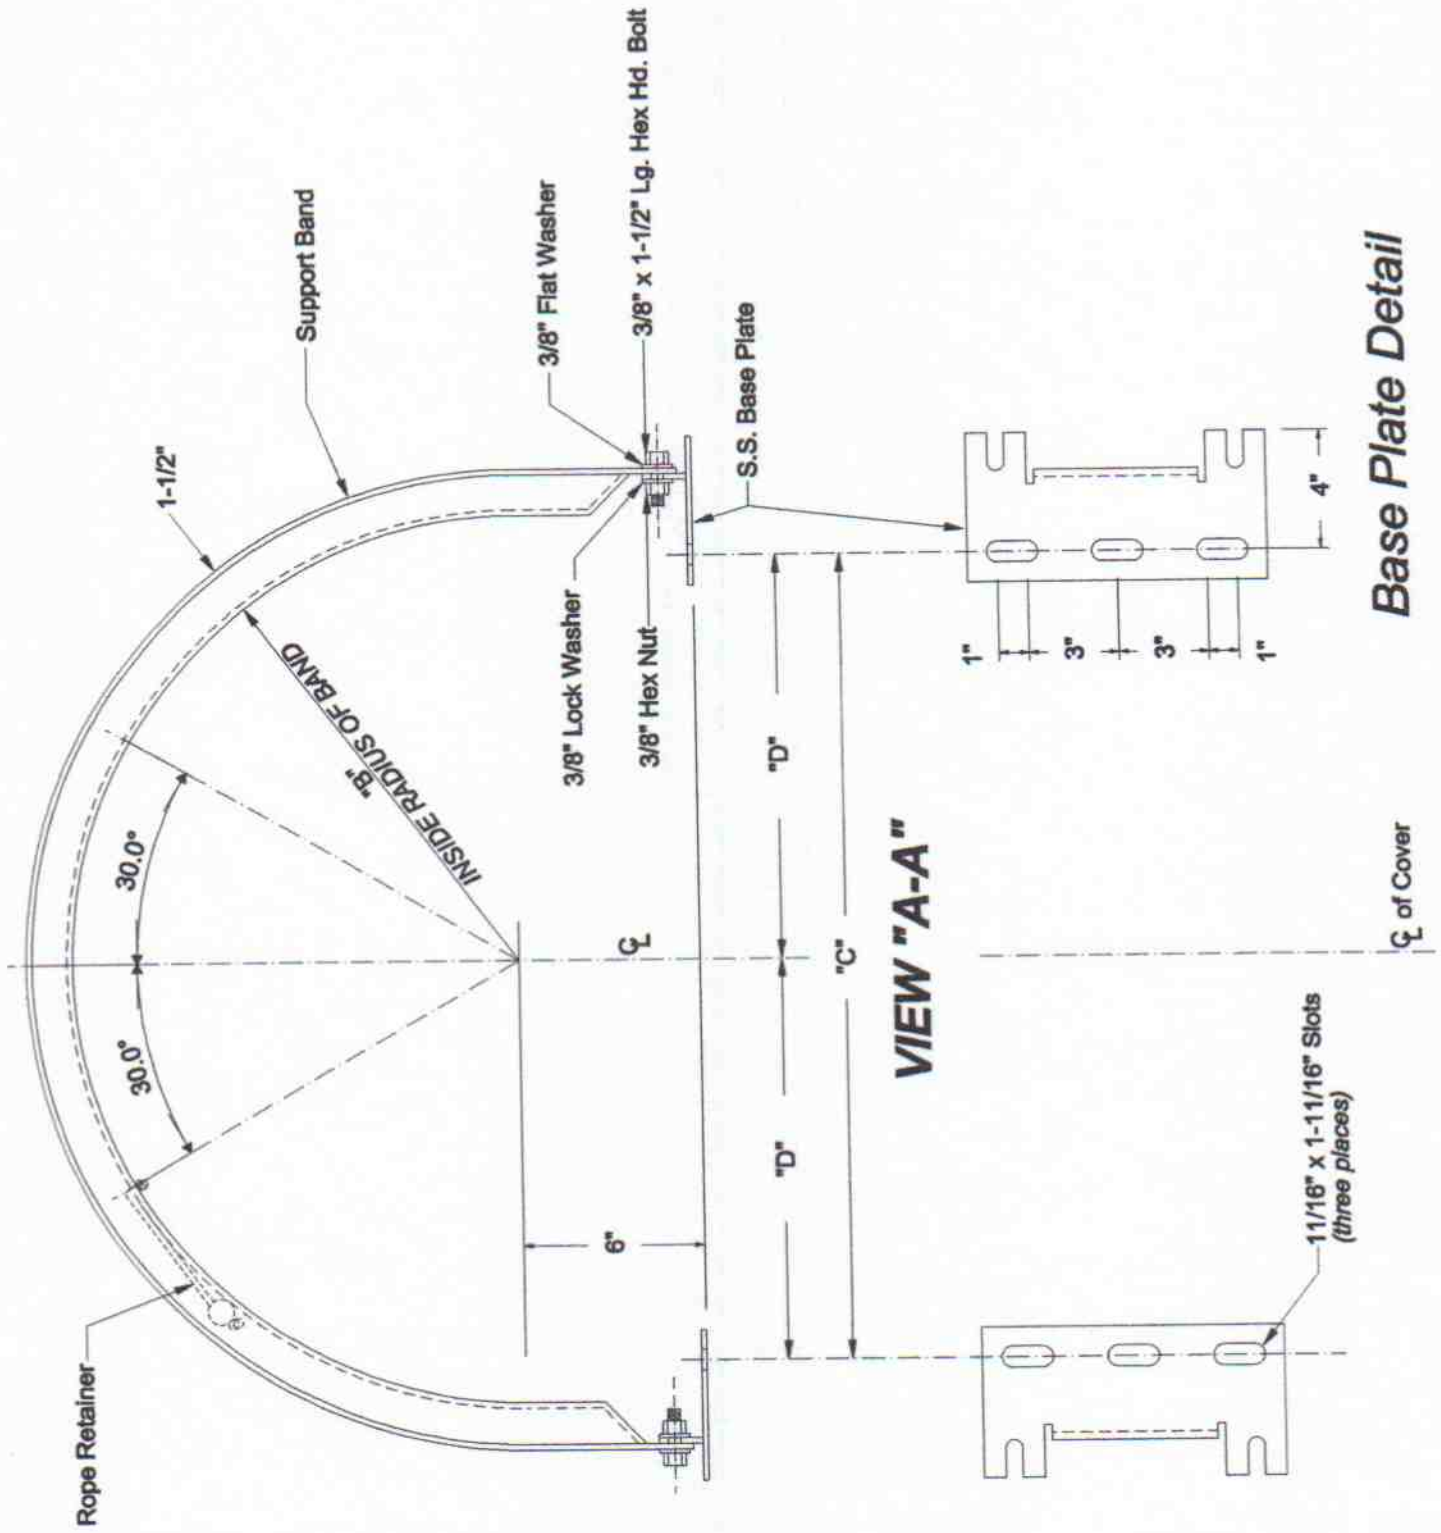 Rope Retainer
30.0°
30.0°
1-1/2"
Support Band
"B"
INSIDE RADIUS OF BAND
3/8" Flat Washer
3/8" x 1-1/2" Lg. Hex Hd. Bolt
3/8" Lock Washer
3/8" Hex Nut
S.S. Base Plate
6"
℄
"D"
"D"
"C"
VIEW "A-A"
11/16" x 1-11/16" Slots
(three places)
℄ of Cover
1"
3"
3"
1"
4"
Base Plate Detail